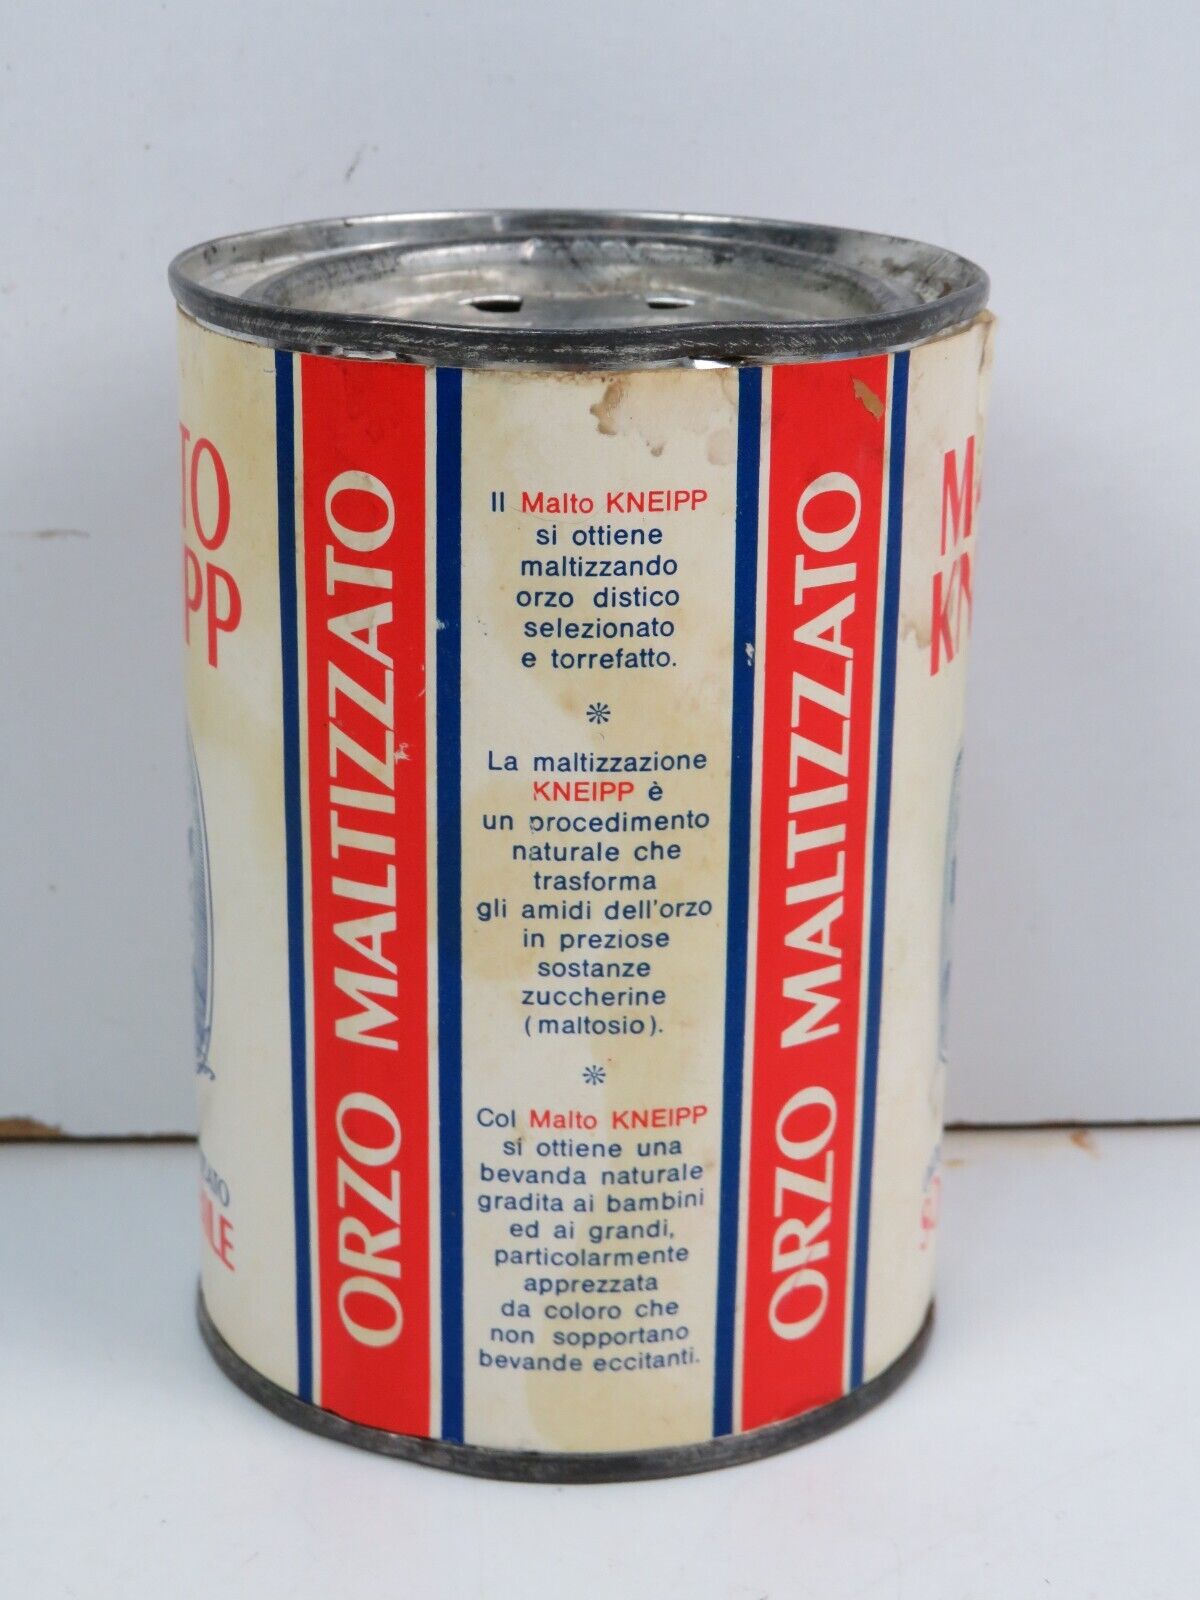 ORZO MALTIZZATO
Il Malto KNEIPP
si ottiene
maltizzando
orzo distico
selezionato
e torrefatto.
La maltizzazione
KNEIPP è
un procedimento
naturale che
trasforma
gli amidi dell'orzo
in preziose
sostanze
zuccherine
(maltosio).
Col Malto KNEIPP
si ottiene una
bevanda naturale
gradita ai bambini
ed ai grandi,
particolarmente
apprezzata
da coloro che
non sopportano
bevande eccitanti.
ORZO MALTIZZATO